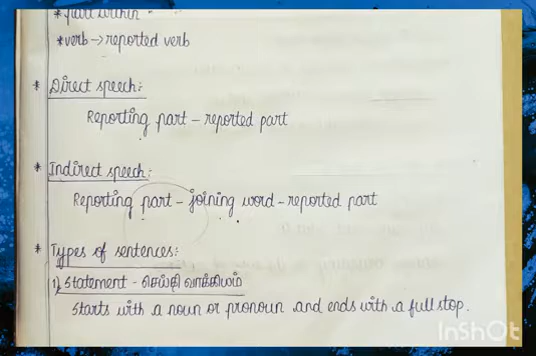 * verb → reported verb
* Direct speech:
Reporting part - reported part
* Indirect speech:
Reporting part - joining word - reported part
* Types of sentences:
1) Statement - செய்தி வாக்கியம்
Starts with a noun or pronoun and ends with a full stop.
InShOt